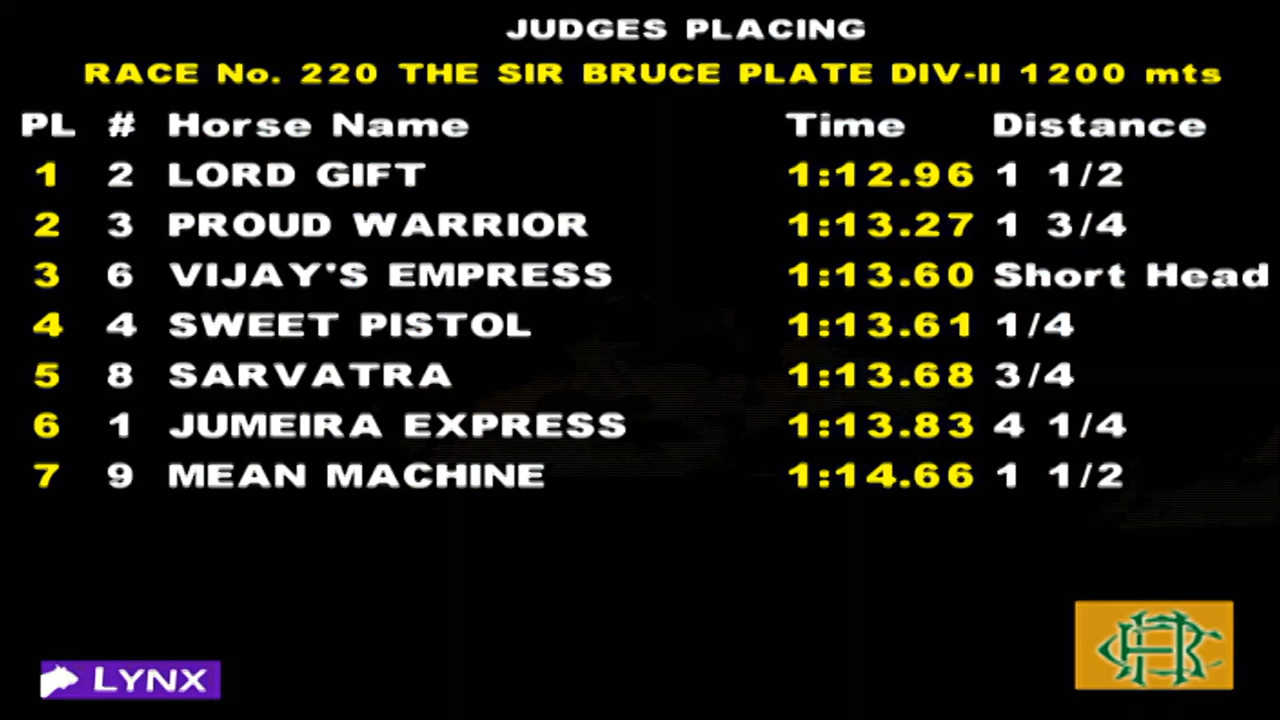 JUDGES PLACING
RACE No. 220 THE SIR BRUCE PLATE DIV-II 1200 mts
PL # Horse Name Time Distance
1 2 LORD GIFT 1:12.96 1 1/2
2 3 PROUD WARRIOR 1:13.27 1 3/4
3 6 VIJAY'S EMPRESS 1:13.60 Short Head
4 4 SWEET PISTOL 1:13.61 1/4
5 8 SARVATRA 1:13.68 3/4
6 1 JUMEIRA EXPRESS 1:13.83 4 1/4
7 9 MEAN MACHINE 1:14.66 1 1/2
LYNX